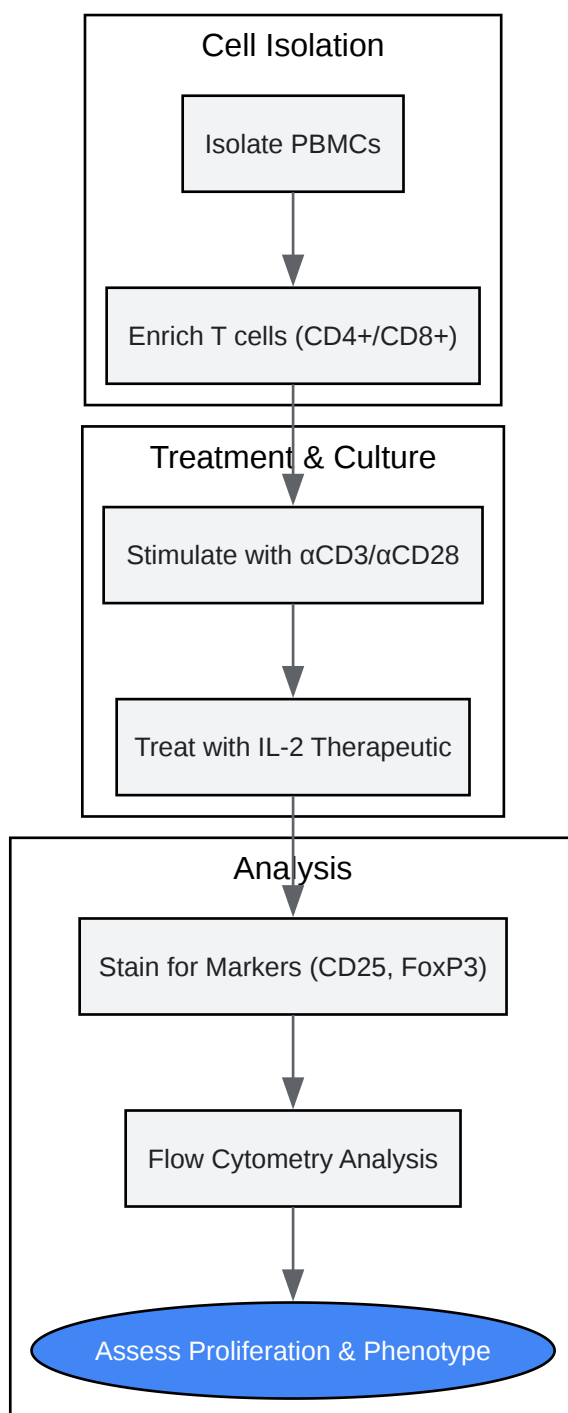 Cell Isolation
Isolate PBMCs
Enrich T cells (CD4+/CD8+)
Treatment & Culture
Stimulate with αCD3/αCD28
Treat with IL-2 Therapeutic
Analysis
Stain for Markers (CD25, FoxP3)
Flow Cytometry Analysis
Assess Proliferation & Phenotype